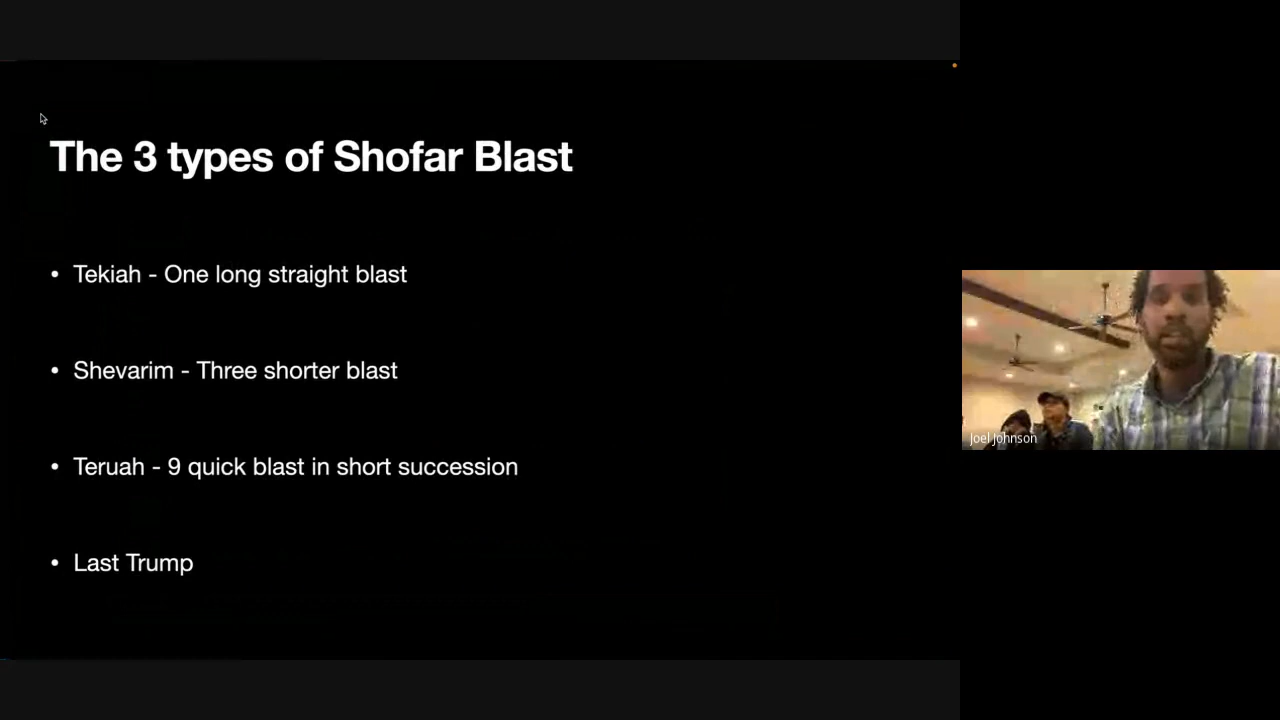 The 3 types of Shofar Blast
• Tekiah - One long straight blast
• Shevarim - Three shorter blast
• Teruah - 9 quick blast in short succession
• Last Trump
Joel Johnson